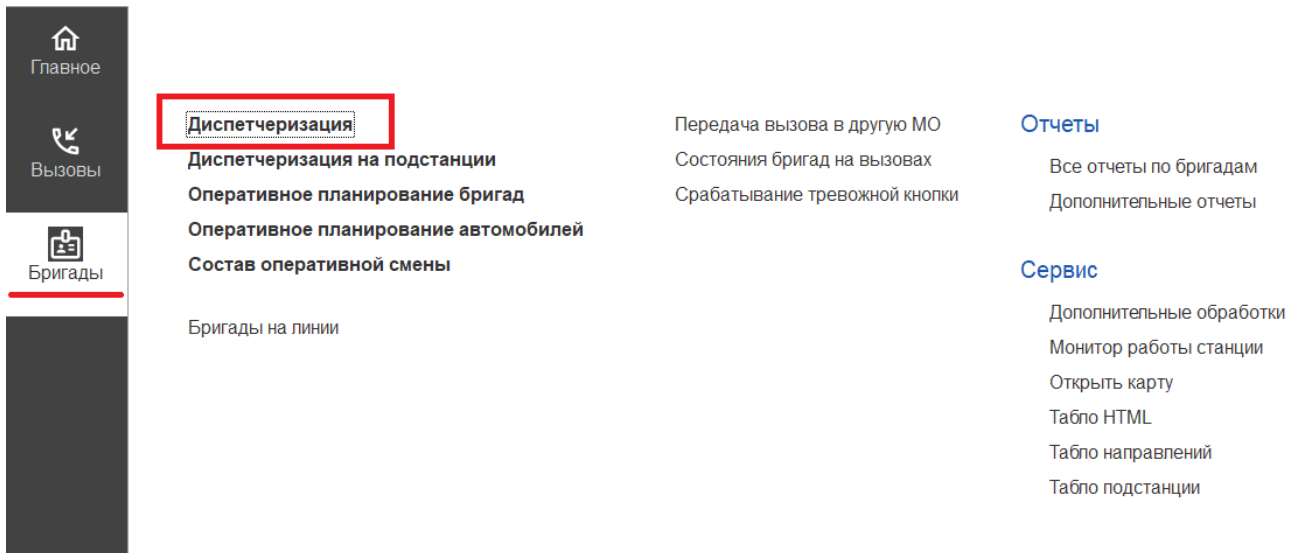 Главное
Вызовы
Бригады
Диспетчеризация
Диспетчеризация на подстанции
Оперативное планирование бригад
Оперативное планирование автомобилей
Состав оперативной смены
Бригады на линии
Передача вызова в другую МО
Состояния бригад на вызовах
Срабатывание тревожной кнопки
Отчеты
Все отчеты по бригадам
Дополнительные отчеты
Сервис
Дополнительные обработки
Монитор работы станции
Открыть карту
Табло HTML
Табло направлений
Табло подстанции